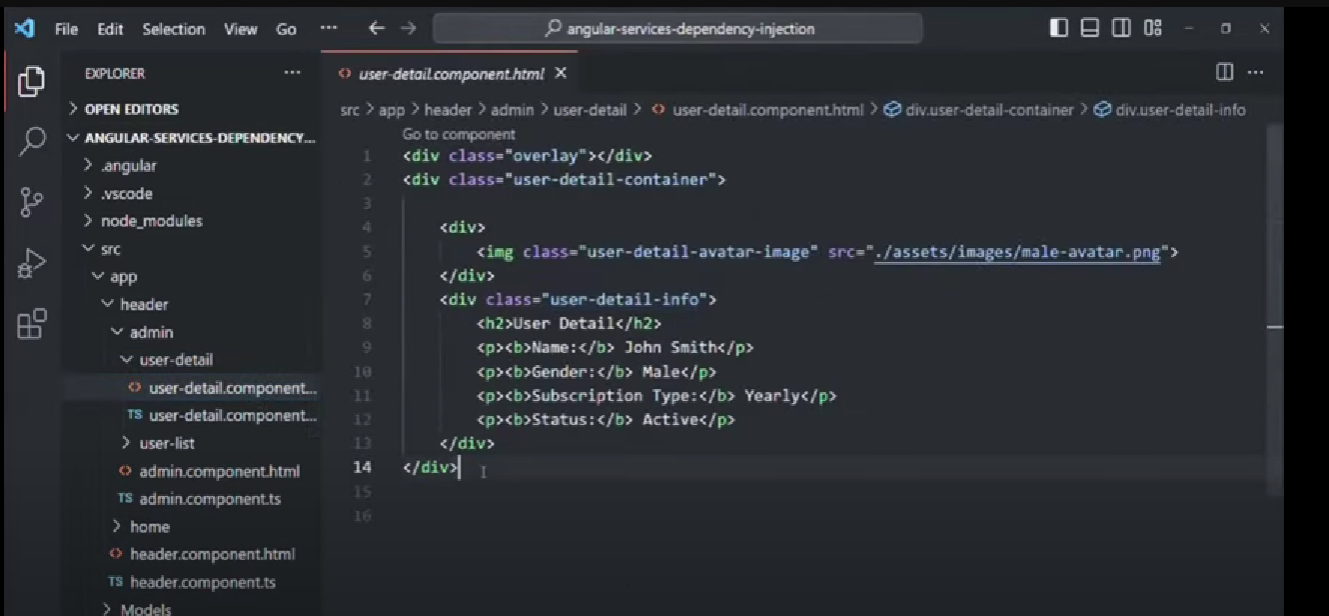 File Edit Selection View Go ··· angular-services-dependency-injection
EXPLORER ···
OPEN EDITORS
ANGULAR-SERVICES-DEPENDENCY...
.angular
.vscode
node_modules
src
app
header
admin
user-detail
user-detail.component...
TS user-detail.component...
user-list
admin.component.html
TS admin.component.ts
home
header.component.html
TS header.component.ts
Models
user-detail.component.html
src > app > header > admin > user-detail > user-detail.component.html > div.user-detail-container > div.user-detail-info
Go to component
1 <div class="overlay"></div>
2 <div class="user-detail-container">
3
4 <div>
5 <img class="user-detail-avatar-image" src="./assets/images/male-avatar.png">
6 </div>
7 <div class="user-detail-info">
8 <h2>User Detail</h2>
9 <p><b>Name:</b> John Smith</p>
10 <p><b>Gender:</b> Male</p>
11 <p><b>Subscription Type:</b> Yearly</p>
12 <p><b>Status:</b> Active</p>
13 </div>
14 </div>
15
16